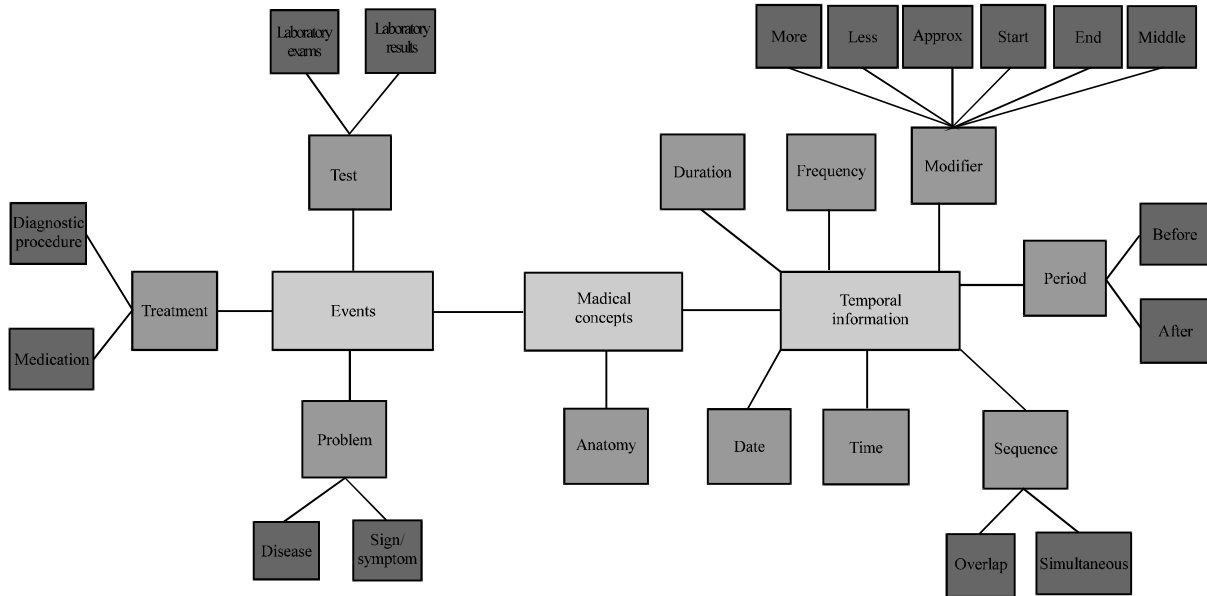 Laboratory
exams
Laboratory
results
More
Less
Approx
Start
End
Middle
Test
Duration
Frequency
Modifier
Diagnostic
procedure
Before
Treatment
Events
Madical
concepts
Temporal
information
Period
Medication
After
Problem
Anatomy
Date
Time
Sequence
Disease
Sign/
symptom
Overlap
Simultaneous